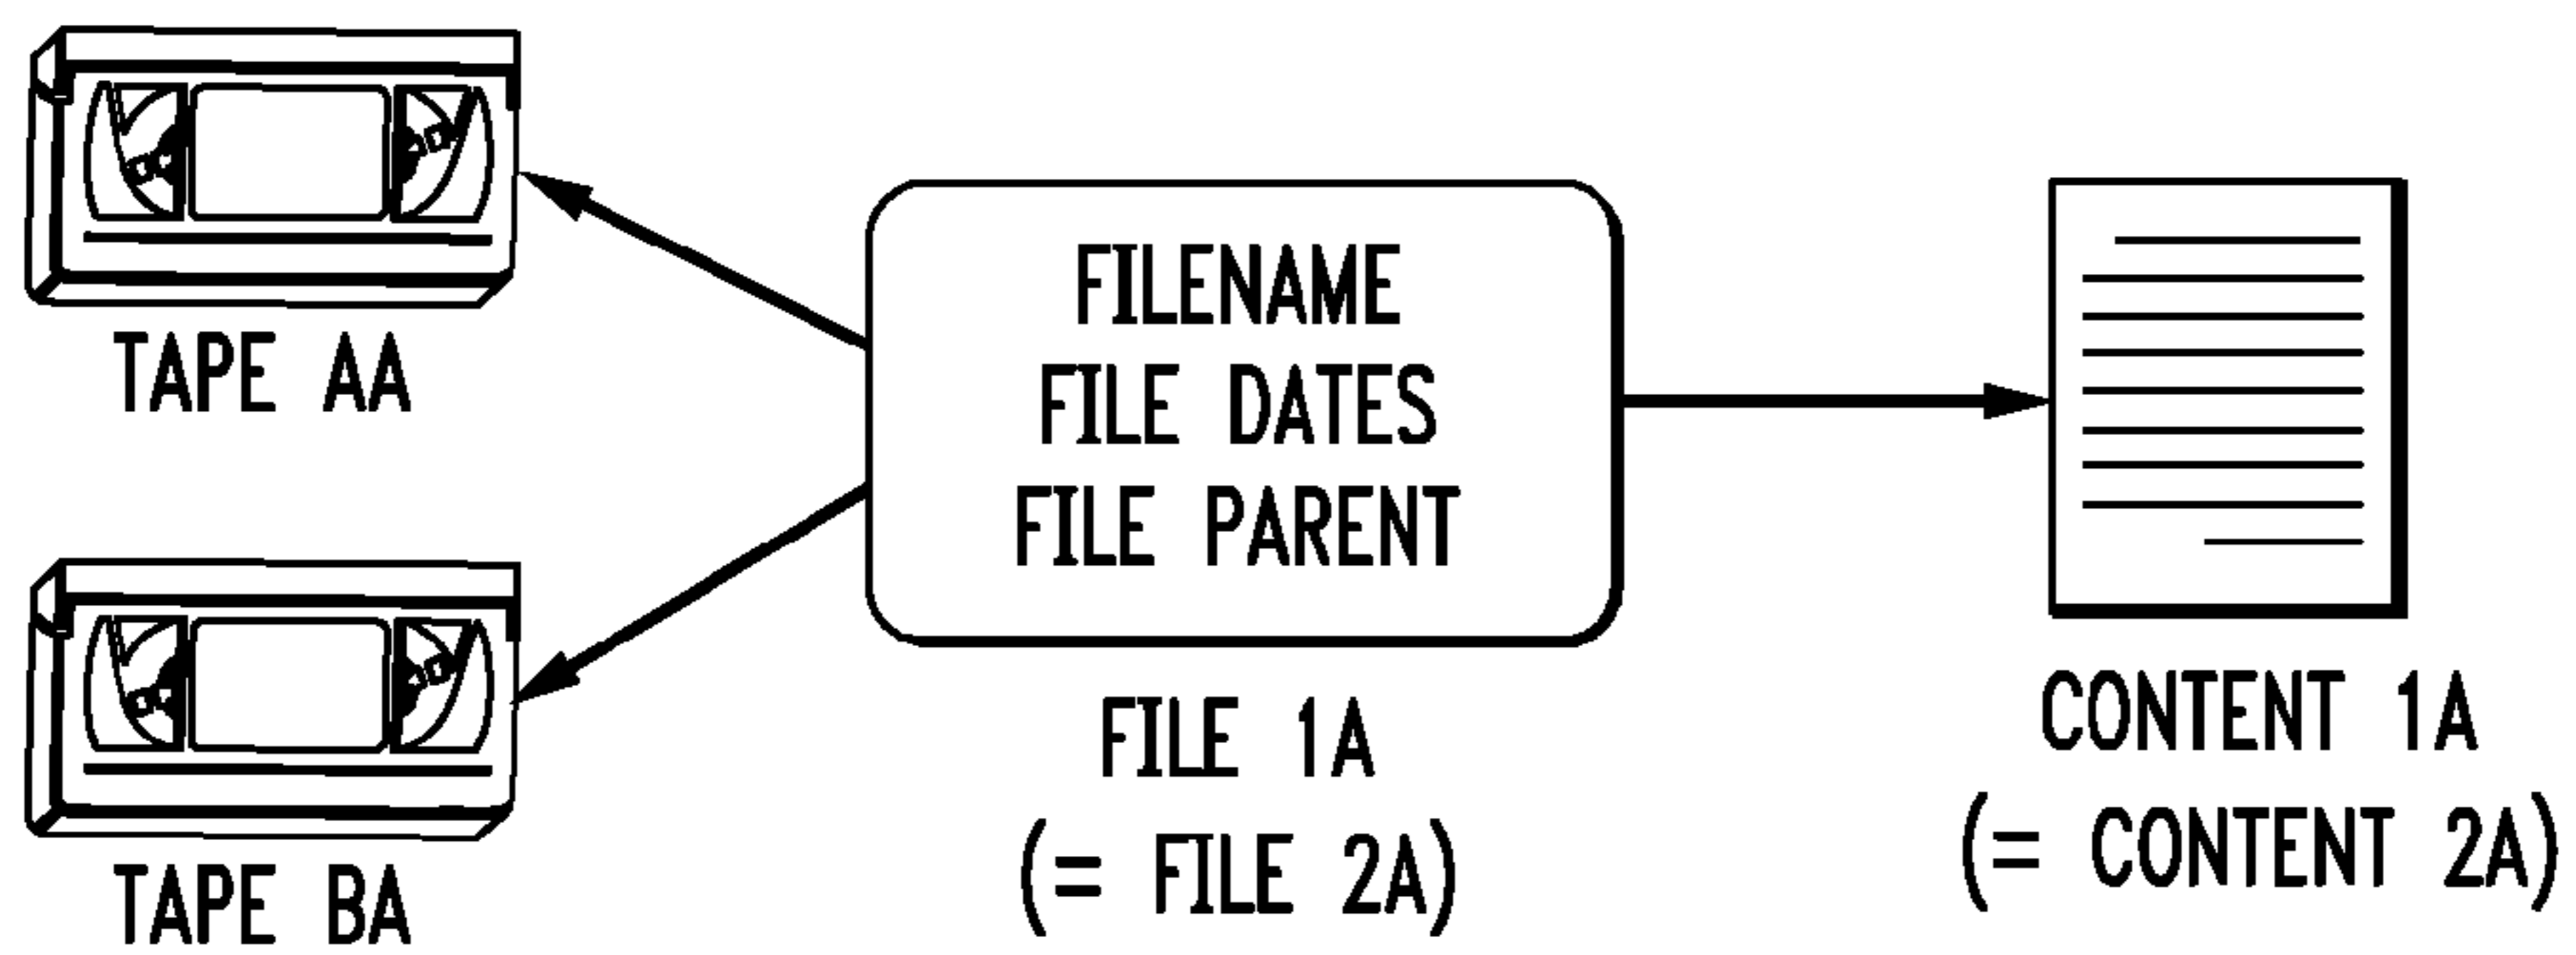 TAPE AA
TAPE BA
FILENAME
FILE DATES
FILE PARENT
FILE 1A
(= FILE 2A)
CONTENT 1A
(= CONTENT 2A)